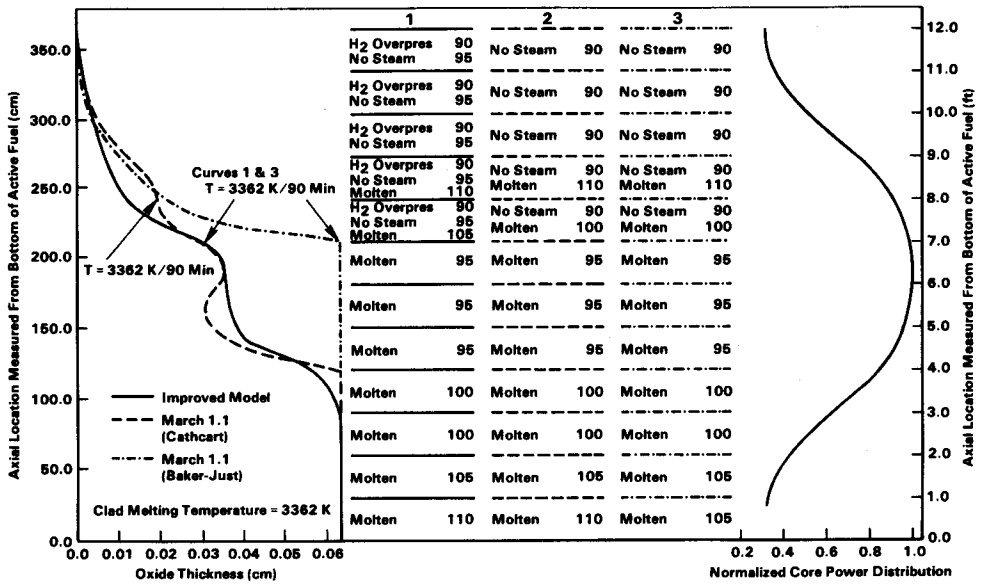 Axial Location Measured From Bottom of Active Fuel (cm)
350.0
300.0
250.0
200.0
150.0
100.0
50.0
0.0
0.0
0.01
0.02
0.03
0.04
0.05
0.06
Oxide Thickness (cm)
Curves 1 & 3
T = 3362 K/90 Min
T = 3362 K/90 Min
Improved Model
March 1.1
(Cathcart)
March 1.1
(Baker-Just)
Clad Melting Temperature = 3362 K
1
H2 Overpres 90
No Steam 95
H2 Overpres 90
No Steam 95
H2 Overpres 90
No Steam 95
H2 Overpres 90
No Steam 95
Molten 110
H2 Overpres 90
No Steam 95
Molten 105
Molten 95
Molten 95
Molten 95
Molten 100
Molten 100
Molten 105
Molten 110
2
No Steam 90
No Steam 90
No Steam 90
No Steam 90
Molten 110
No Steam 90
Molten 100
Molten 95
Molten 95
Molten 95
Molten 100
Molten 100
Molten 105
Molten 110
3
No Steam 90
No Steam 90
No Steam 90
No Steam 90
Molten 110
No Steam 90
Molten 100
Molten 95
Molten 95
Molten 95
Molten 100
Molten 100
Molten 105
Molten 105
0.2
0.4
0.6
0.8
1.0
Normalized Core Power Distribution
12.0
11.0
10.0
9.0
8.0
7.0
6.0
5.0
4.0
3.0
2.0
1.0
0.0
Axial Location Measured From Bottom of Active Fuel (ft)